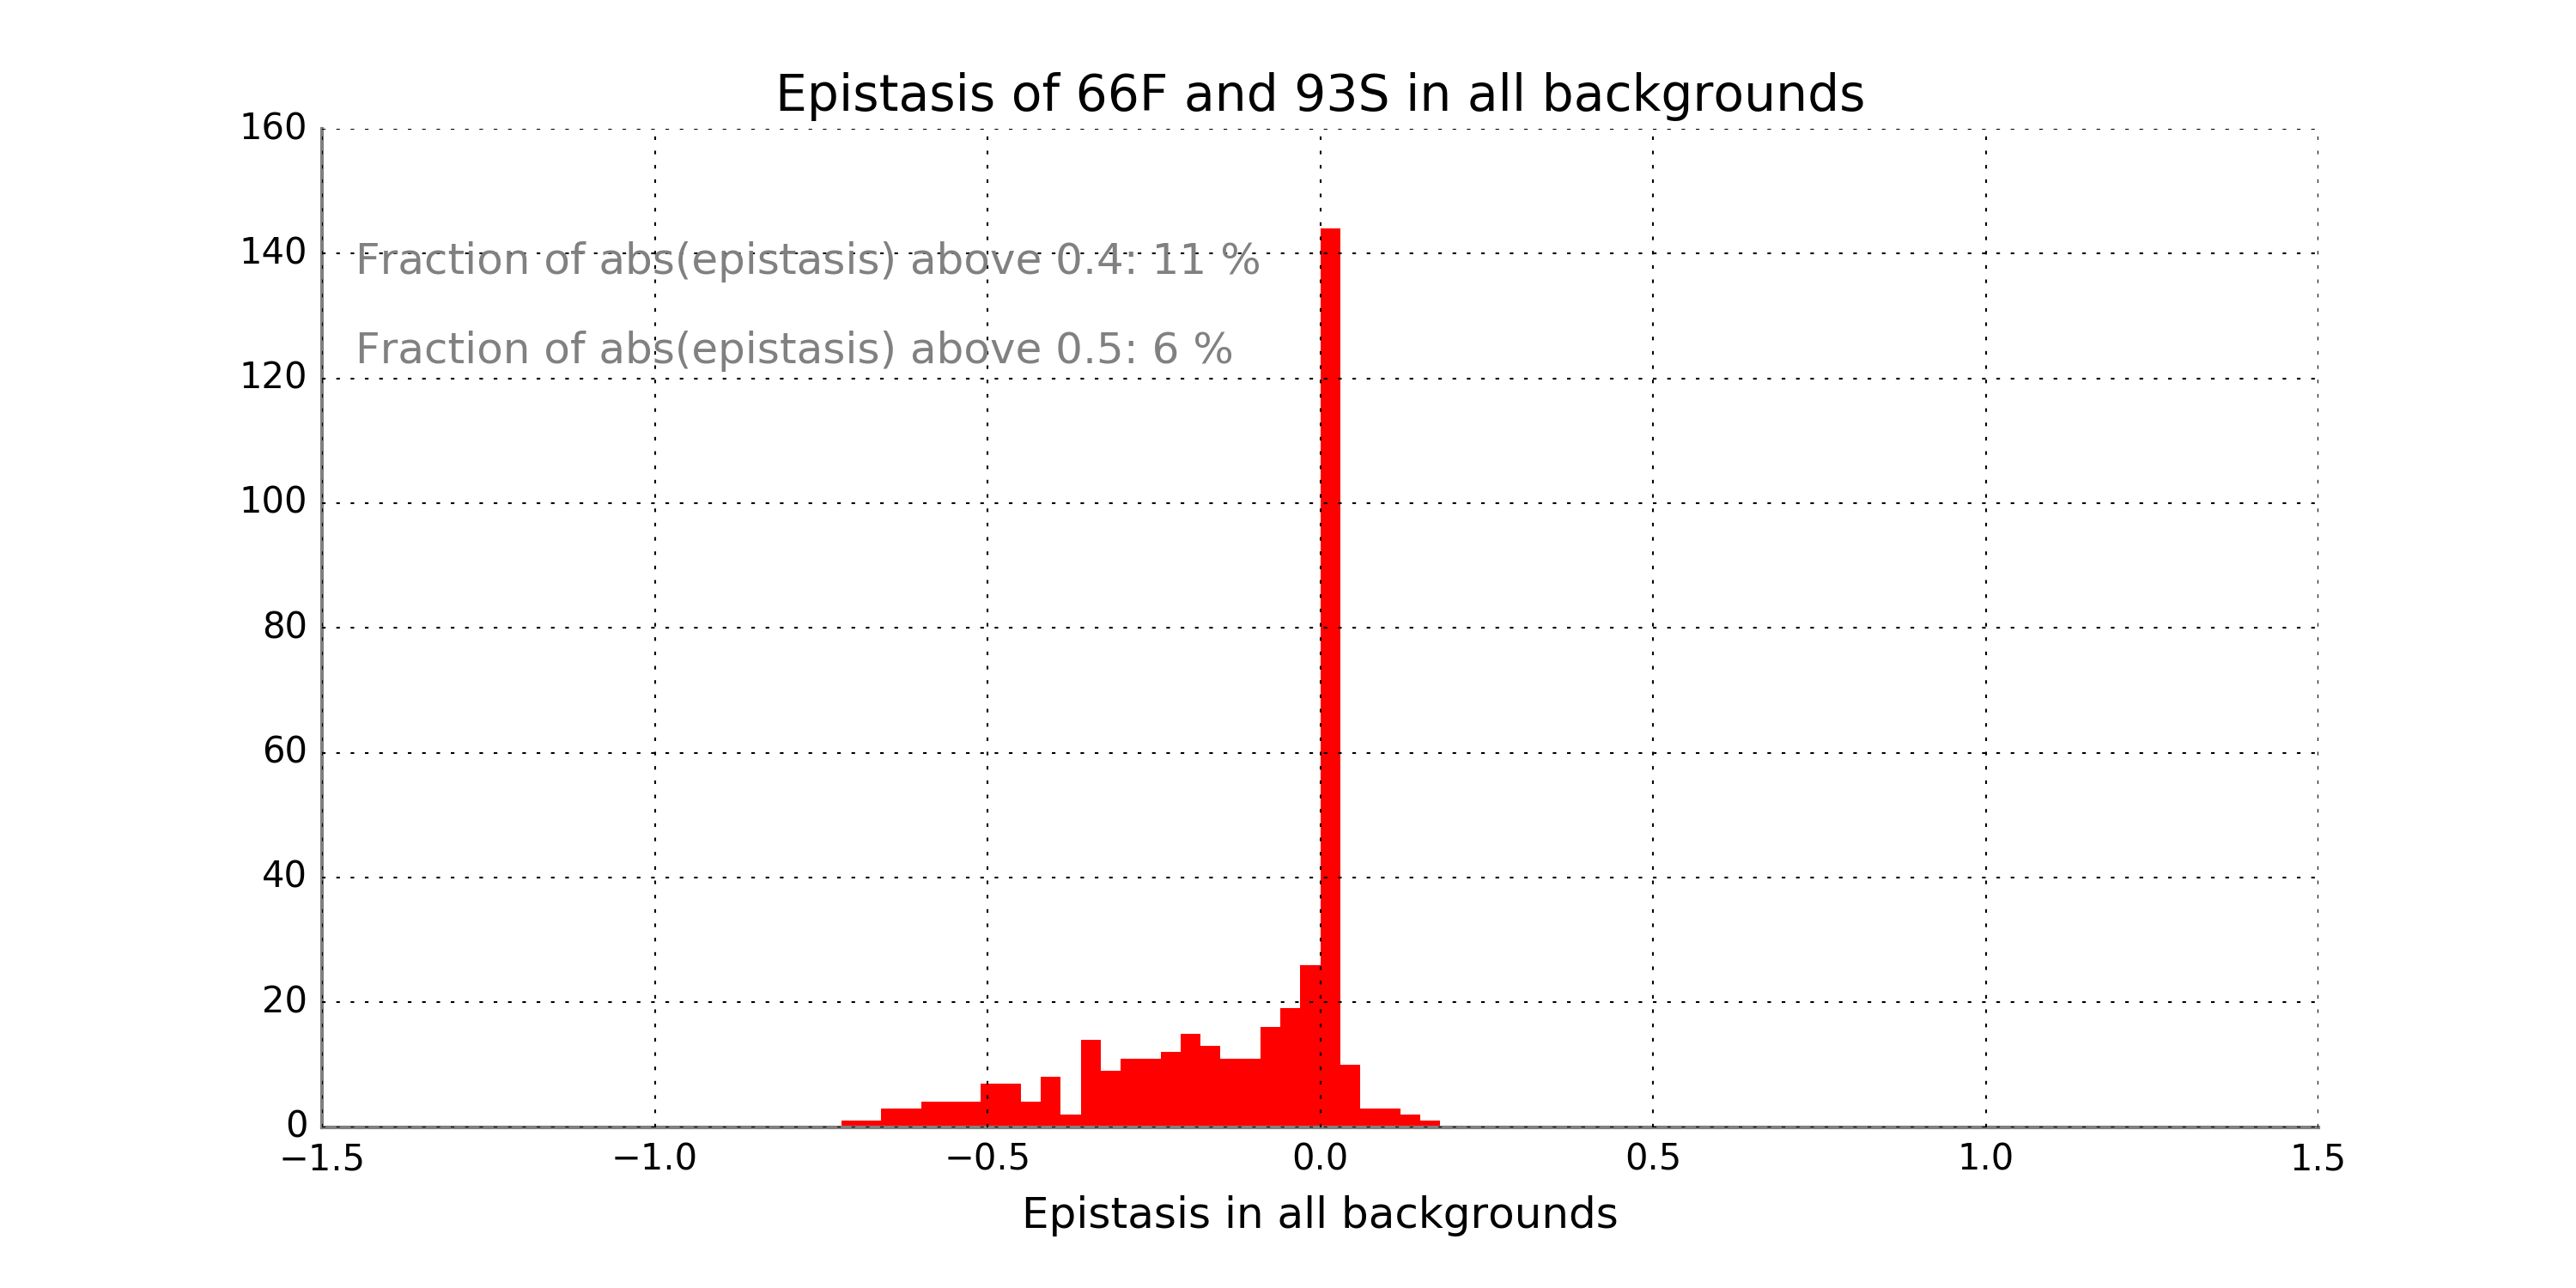 Epistasis of 66F and 93S in all backgrounds
160
140
120
100
80
60
40
20
0
Fraction of abs(epistasis) above 0.4: 11 %
Fraction of abs(epistasis) above 0.5: 6 %
−1.5 −1.0 −0.5 0.0 0.5 1.0 1.5
Epistasis in all backgrounds